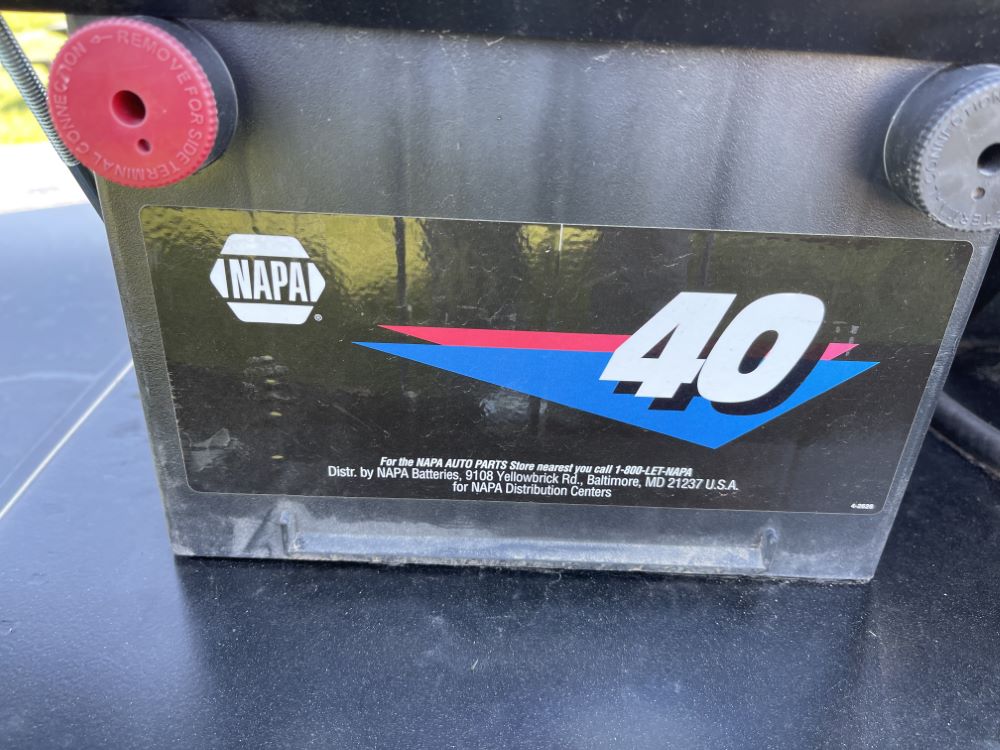 REMOVE FOR SIDE TERMINAL CONNECTION
CONNECTION
NAPA
®
40
For the NAPA AUTO PARTS Store nearest you call 1-800-LET-NAPA
Distr. by NAPA Batteries, 9108 Yellowbrick Rd., Baltimore, MD 21237 U.S.A.
for NAPA Distribution Centers